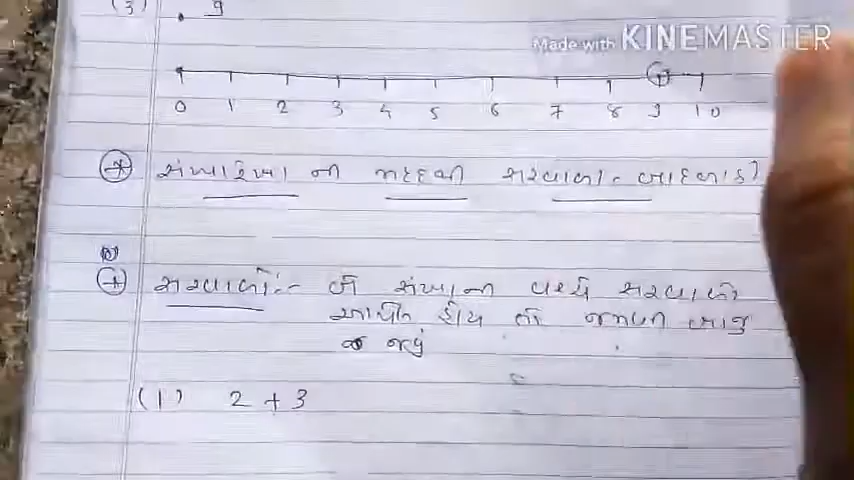 (3) 9
Made with KINEMASTER
0 1 2 3 4 5 6 7 8 9 10
સંખ્યારેખા ની મદદથી સરવાળા - બાદબાકી
સરવાળો :- બે સંખ્યાની વચ્ચે સરવાળો
આપેલ હોય તો જમણી બાજુ
જ જવું
(1) 2 + 3